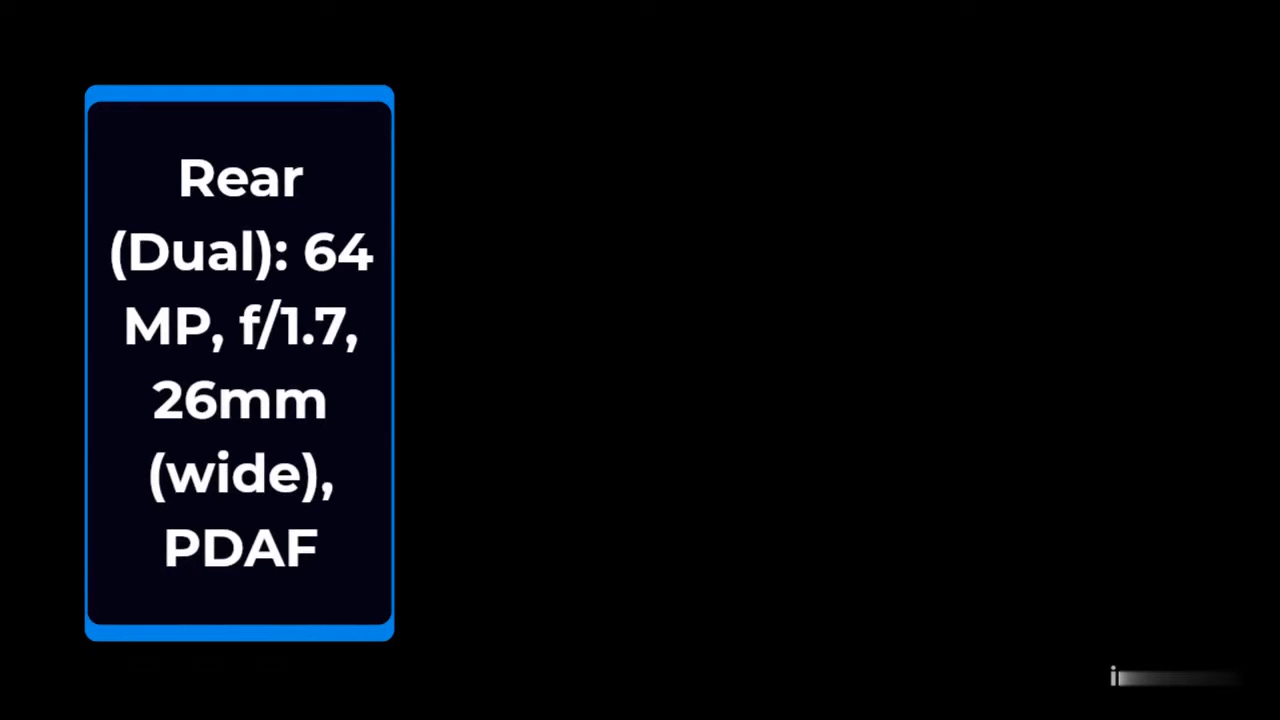 Rear
(Dual): 64
MP, f/1.7,
26mm
(wide),
PDAF